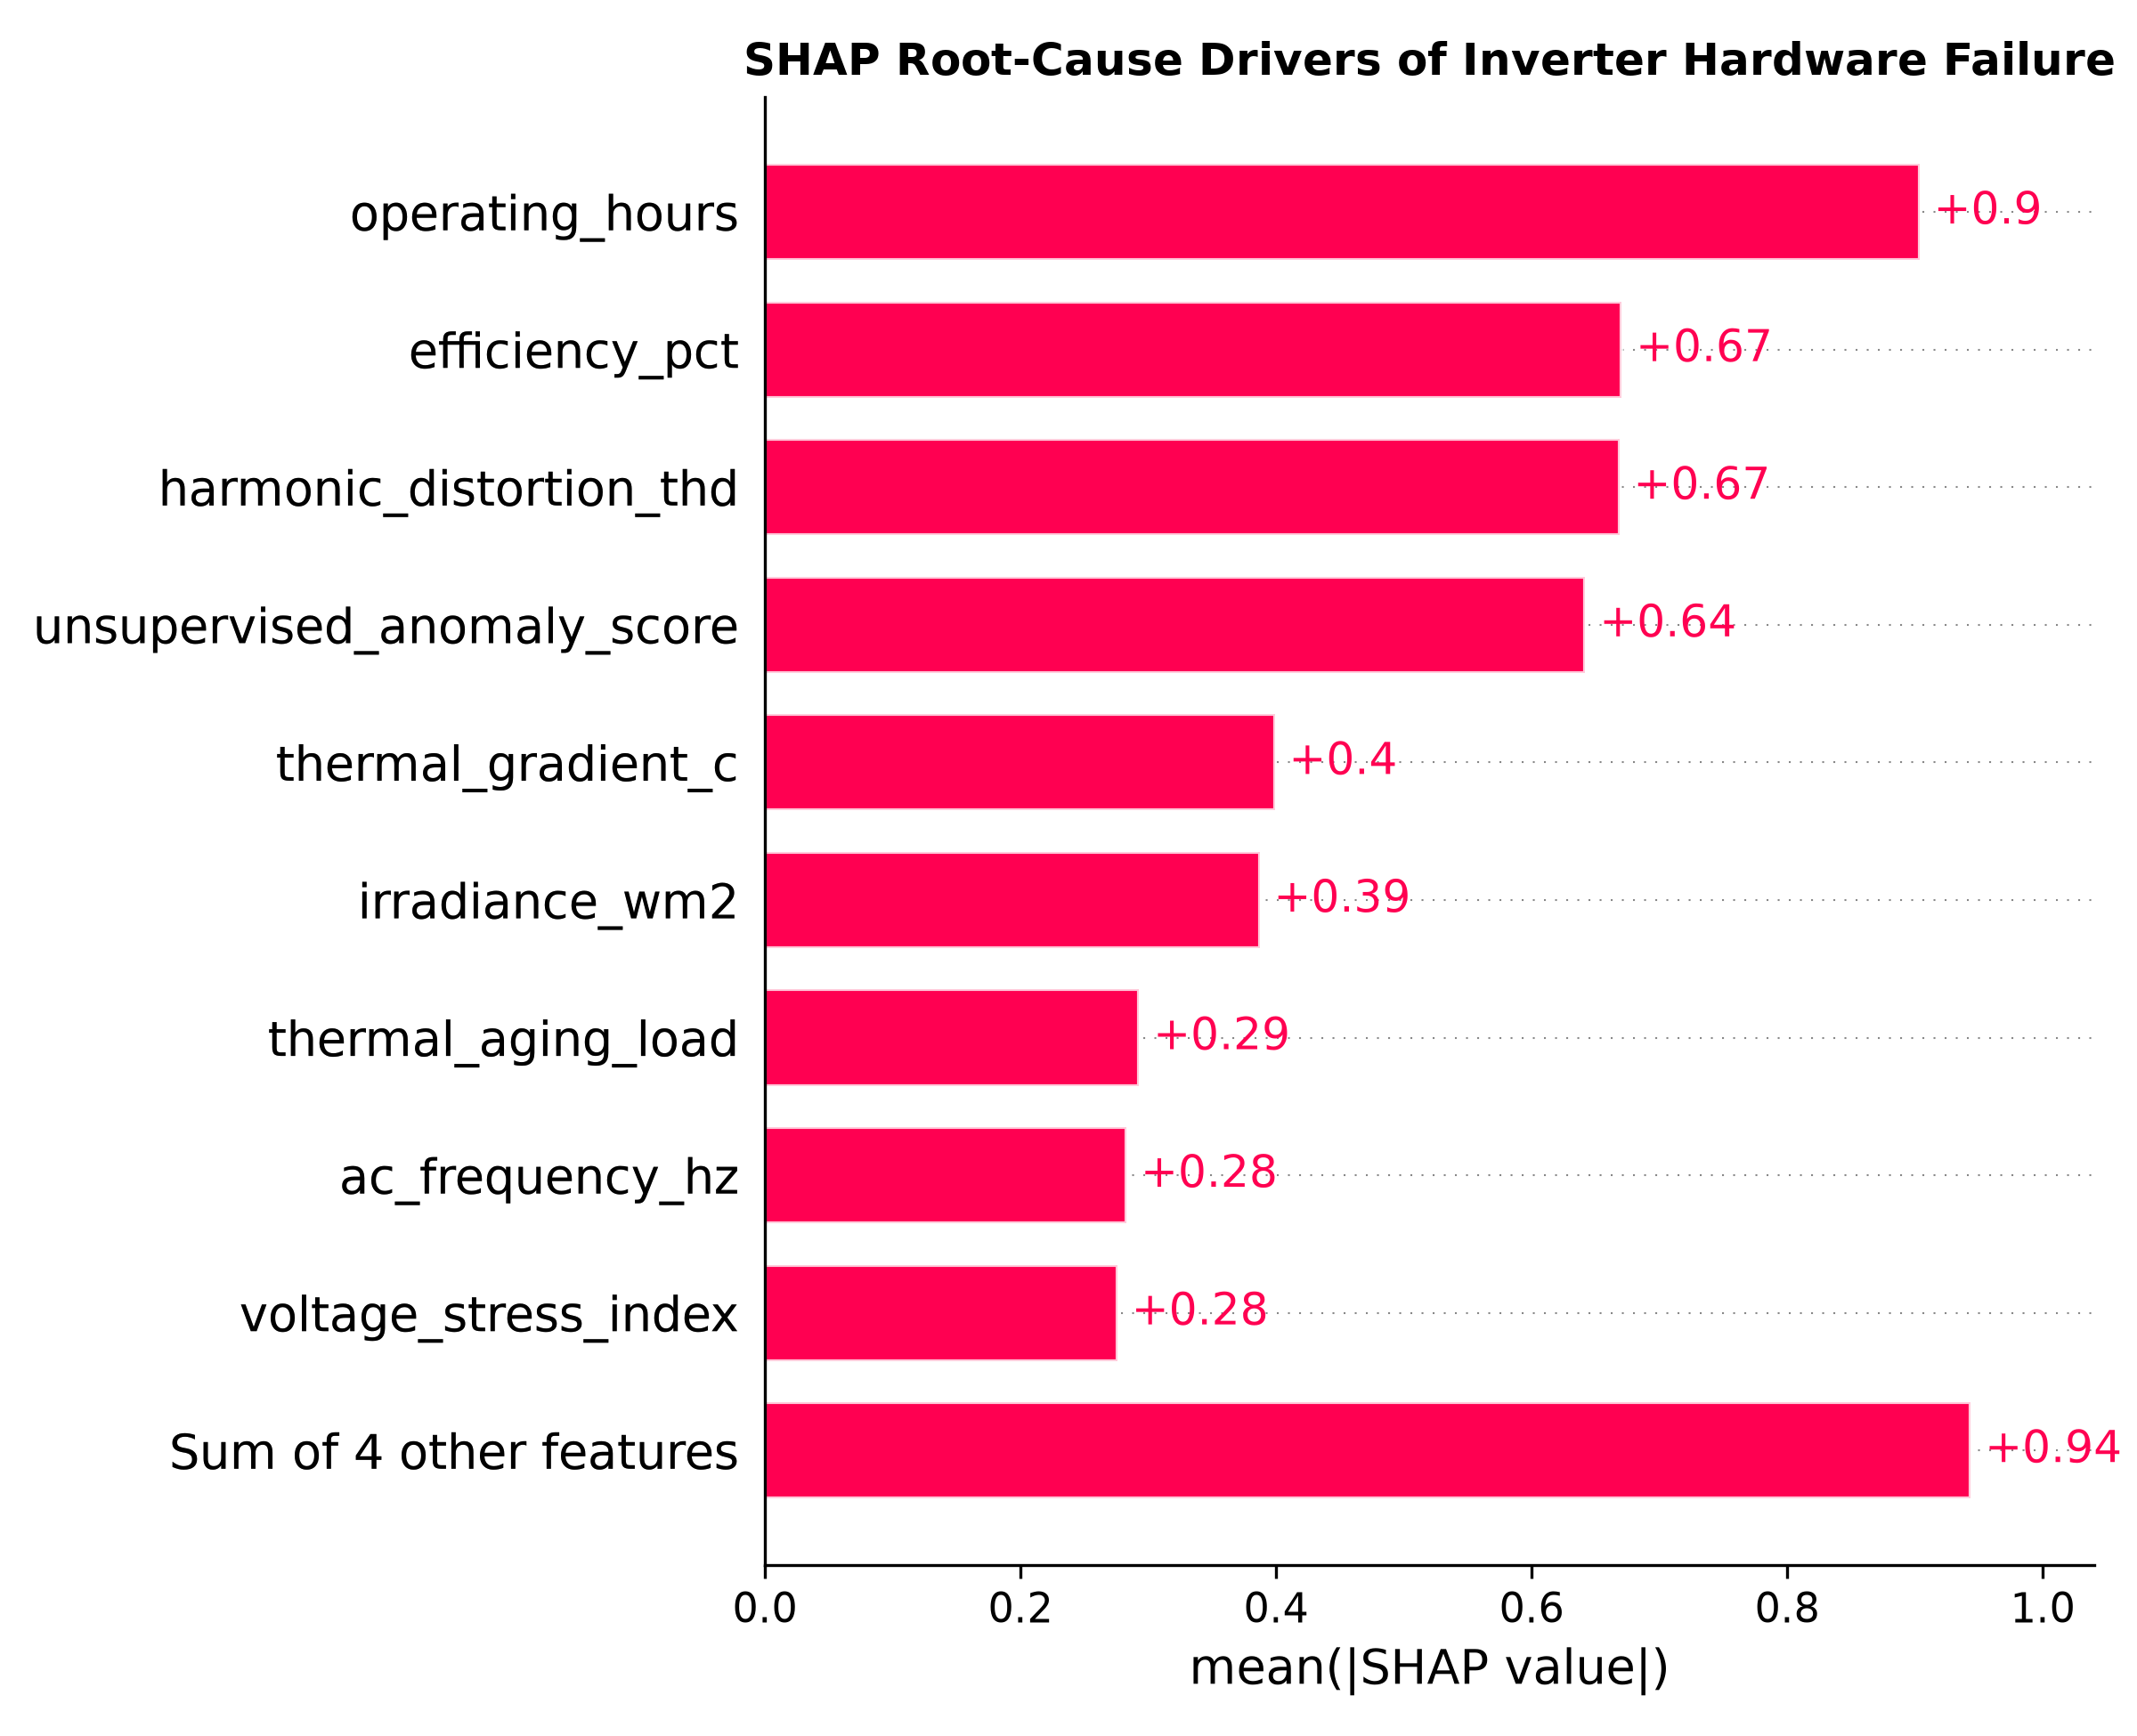 SHAP Root-Cause Drivers of Inverter Hardware Failure
operating_hours +0.9
efficiency_pct +0.67
harmonic_distortion_thd +0.67
unsupervised_anomaly_score +0.64
thermal_gradient_c +0.4
irradiance_wm2 +0.39
thermal_aging_load +0.29
ac_frequency_hz +0.28
voltage_stress_index +0.28
Sum of 4 other features +0.94
0.0 0.2 0.4 0.6 0.8 1.0
mean(|SHAP value|)